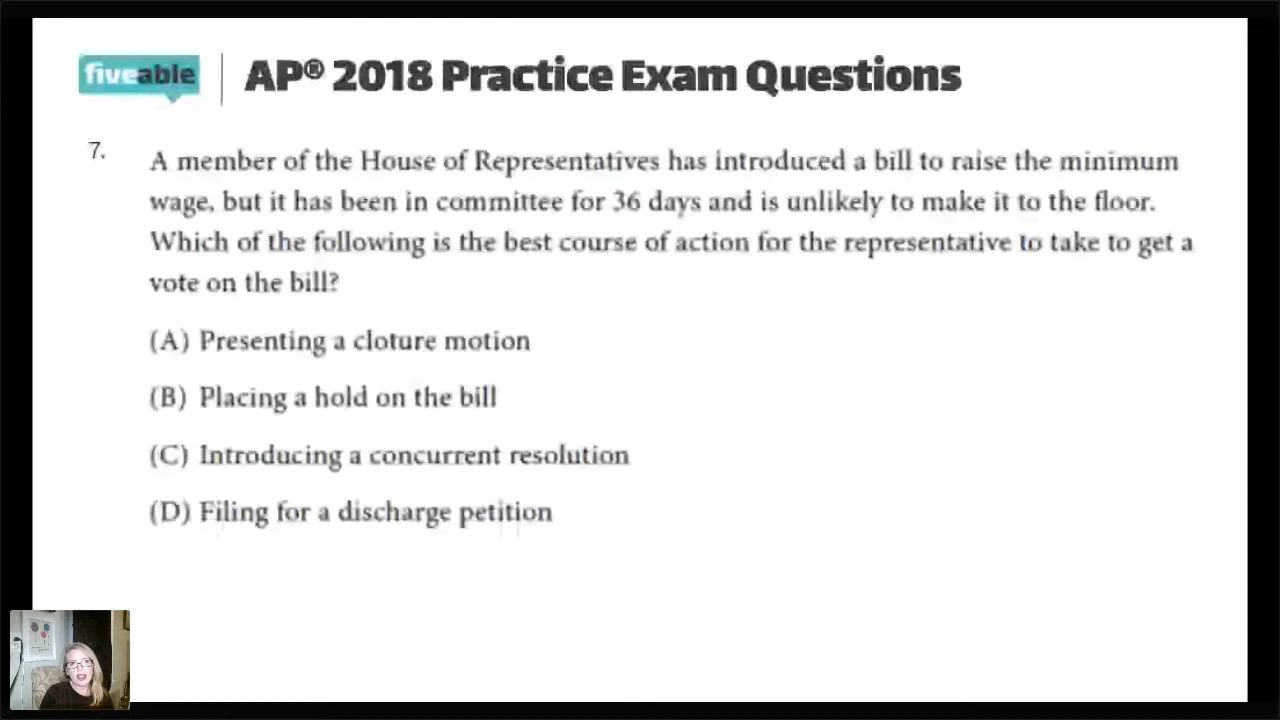 fiveable
AP® 2018 Practice Exam Questions
7.
A member of the House of Representatives has introduced a bill to raise the minimum
wage, but it has been in committee for 36 days and is unlikely to make it to the floor.
Which of the following is the best course of action for the representative to take to get a
vote on the bill?
(A) Presenting a cloture motion
(B) Placing a hold on the bill
(C) Introducing a concurrent resolution
(D) Filing for a discharge petition